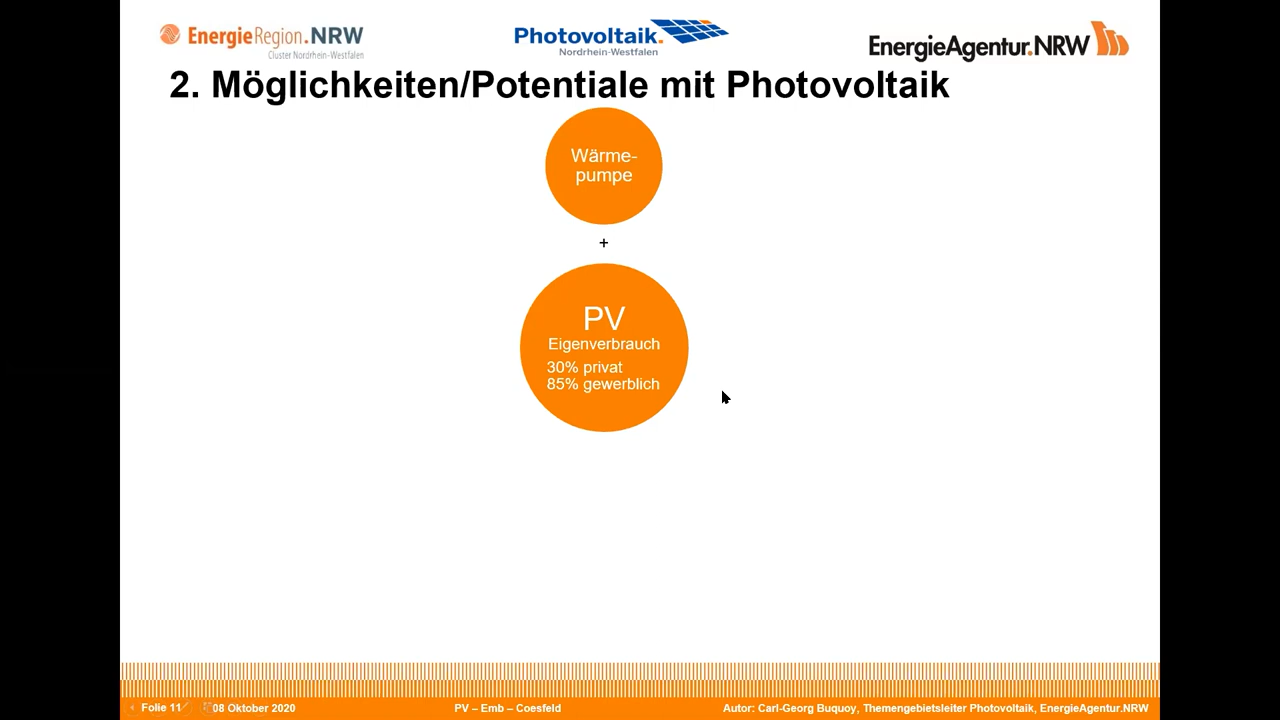 EnergieRegion.NRW
Cluster Nordrhein-Westfalen
Photovoltaik.
Nordrhein-Westfalen
EnergieAgentur.NRW
2. Möglichkeiten/Potentiale mit Photovoltaik
Wärme-
pumpe
+
PV
Eigenverbrauch
30% privat
85% gewerblich
Folie 11
08 Oktober 2020
PV – Emb – Coesfeld
Autor: Carl-Georg Buquoy, Themengebietsleiter Photovoltaik, EnergieAgentur.NRW